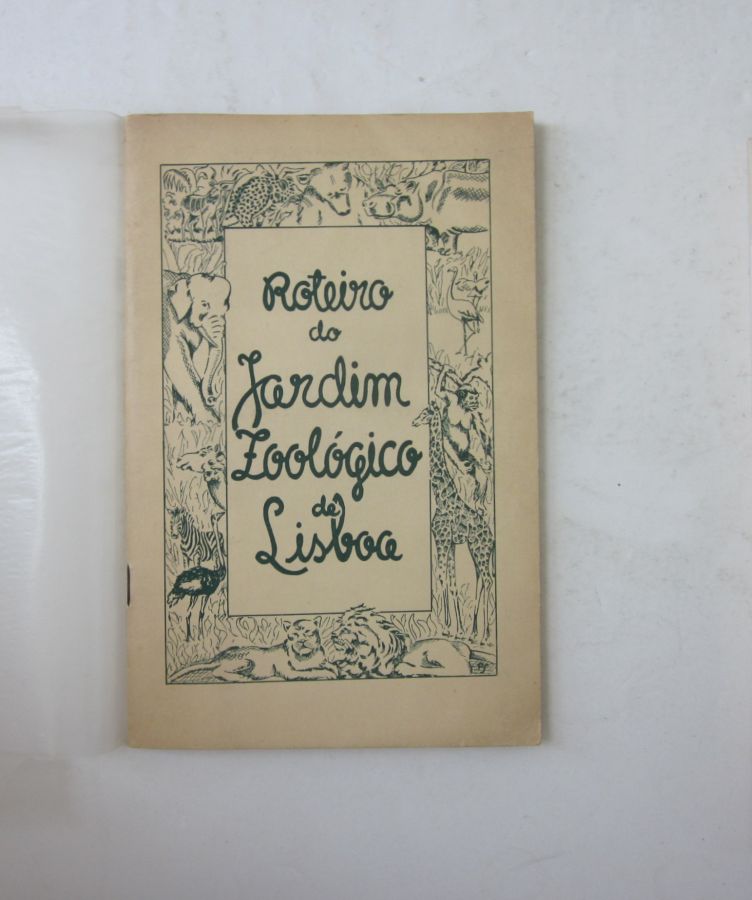 Roteiro
do
Jardim
Zoológico
de
Lisboa